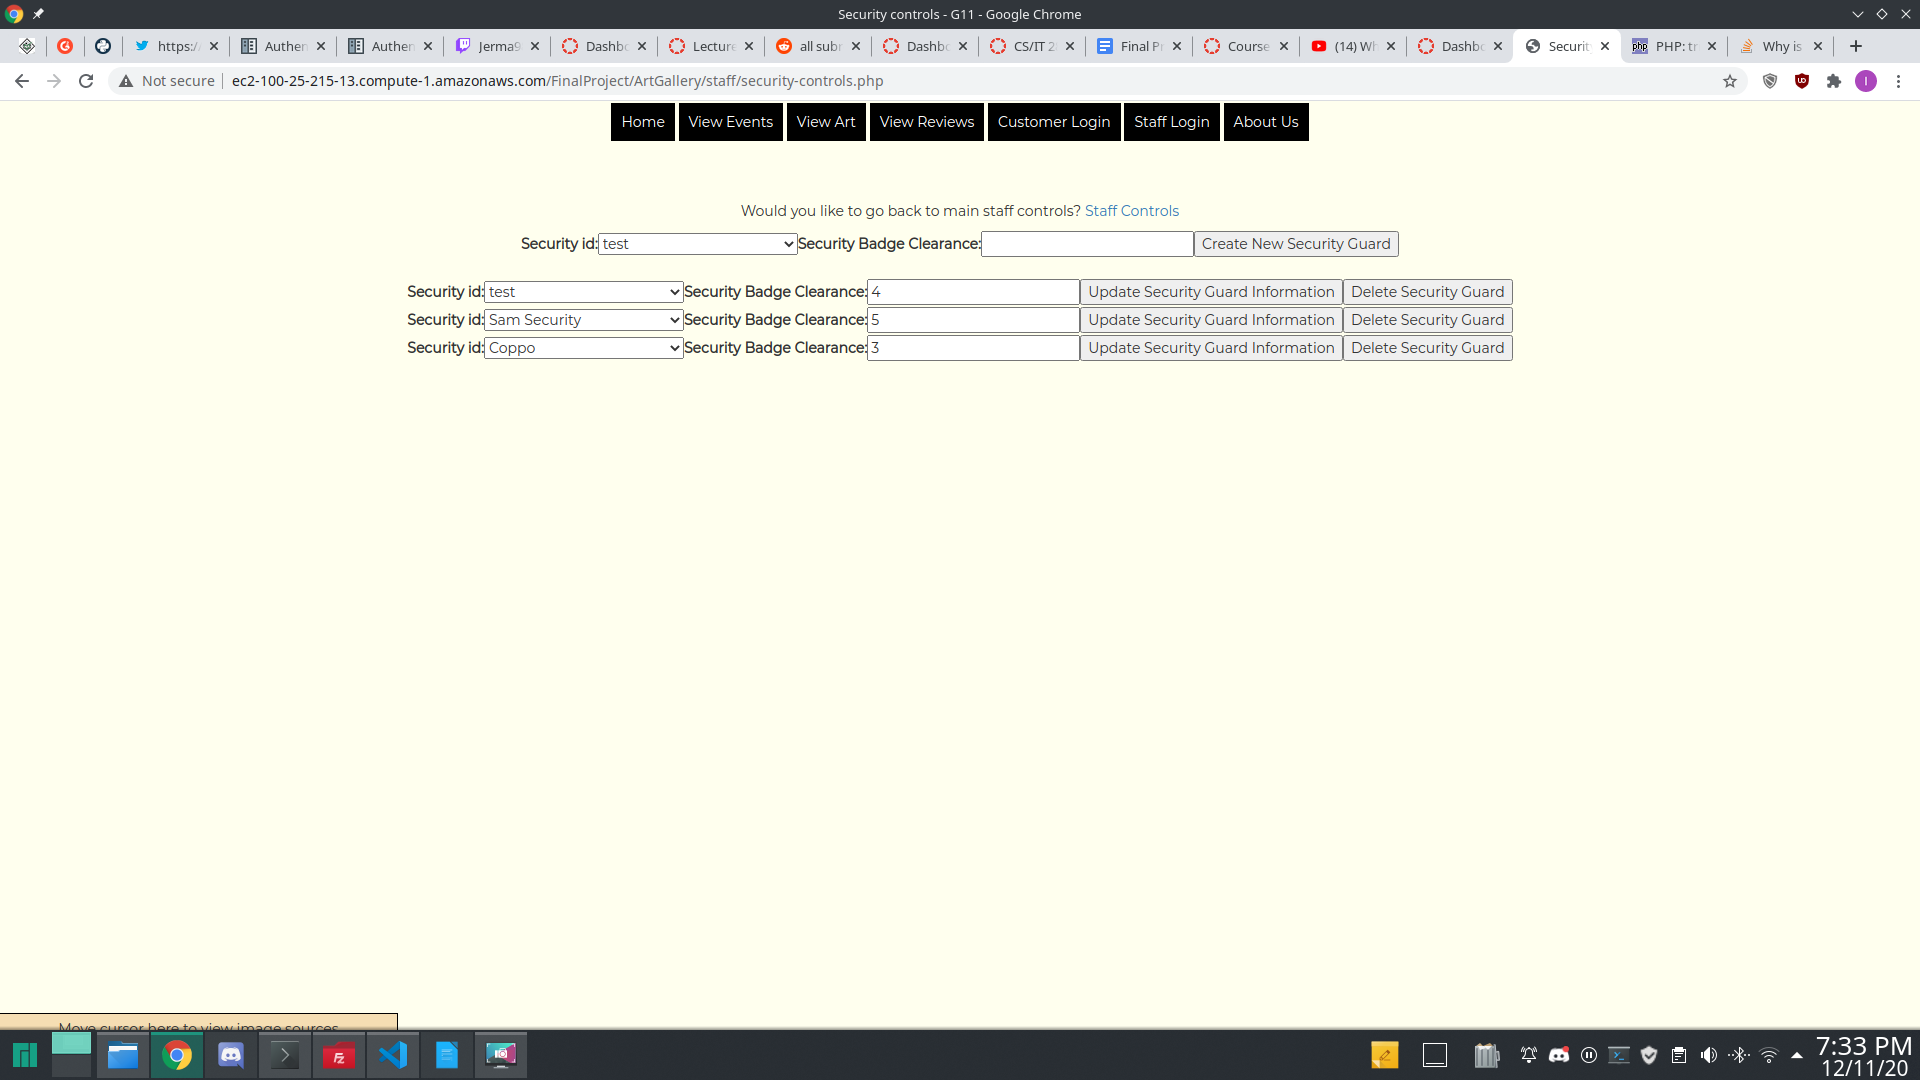 Security controls - G11 - Google Chrome
https:/ Authen Authen Jerma9 Dashbo Lecture all subr Dashbo CS/IT 2 Final Pr Course (14) Wh Dashbo Securit PHP: tr Why is
Not secure ec2-100-25-215-13.compute-1.amazonaws.com/FinalProject/ArtGallery/staff/security-controls.php
Home View Events View Art View Reviews Customer Login Staff Login About Us
Would you like to go back to main staff controls? Staff Controls
Security id: test Security Badge Clearance: Create New Security Guard
Security id: test Security Badge Clearance: 4 Update Security Guard Information Delete Security Guard
Security id: Sam Security Security Badge Clearance: 5 Update Security Guard Information Delete Security Guard
Security id: Coppo Security Badge Clearance: 3 Update Security Guard Information Delete Security Guard
Move cursor here to view image sources
7:33 PM
12/11/20